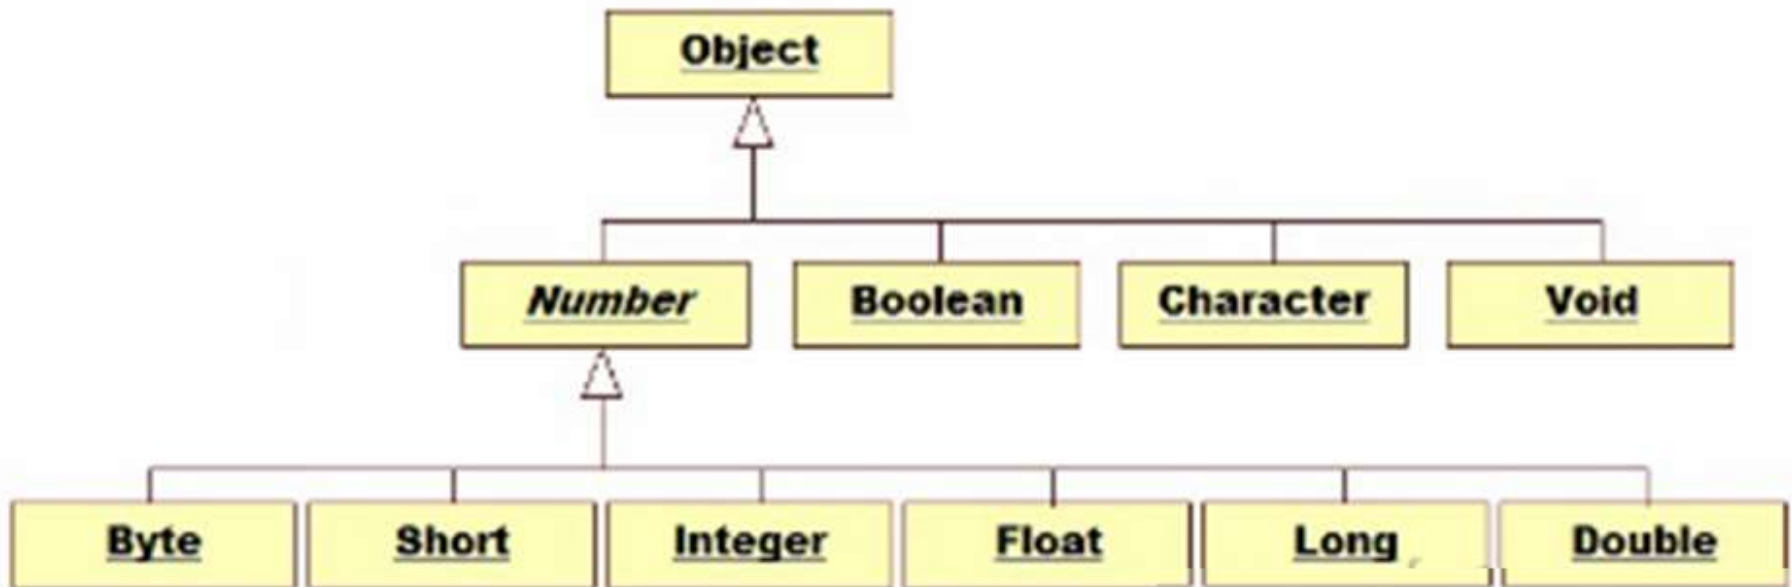 Object
Number Boolean Character Void
Byte Short Integer Float Long Double